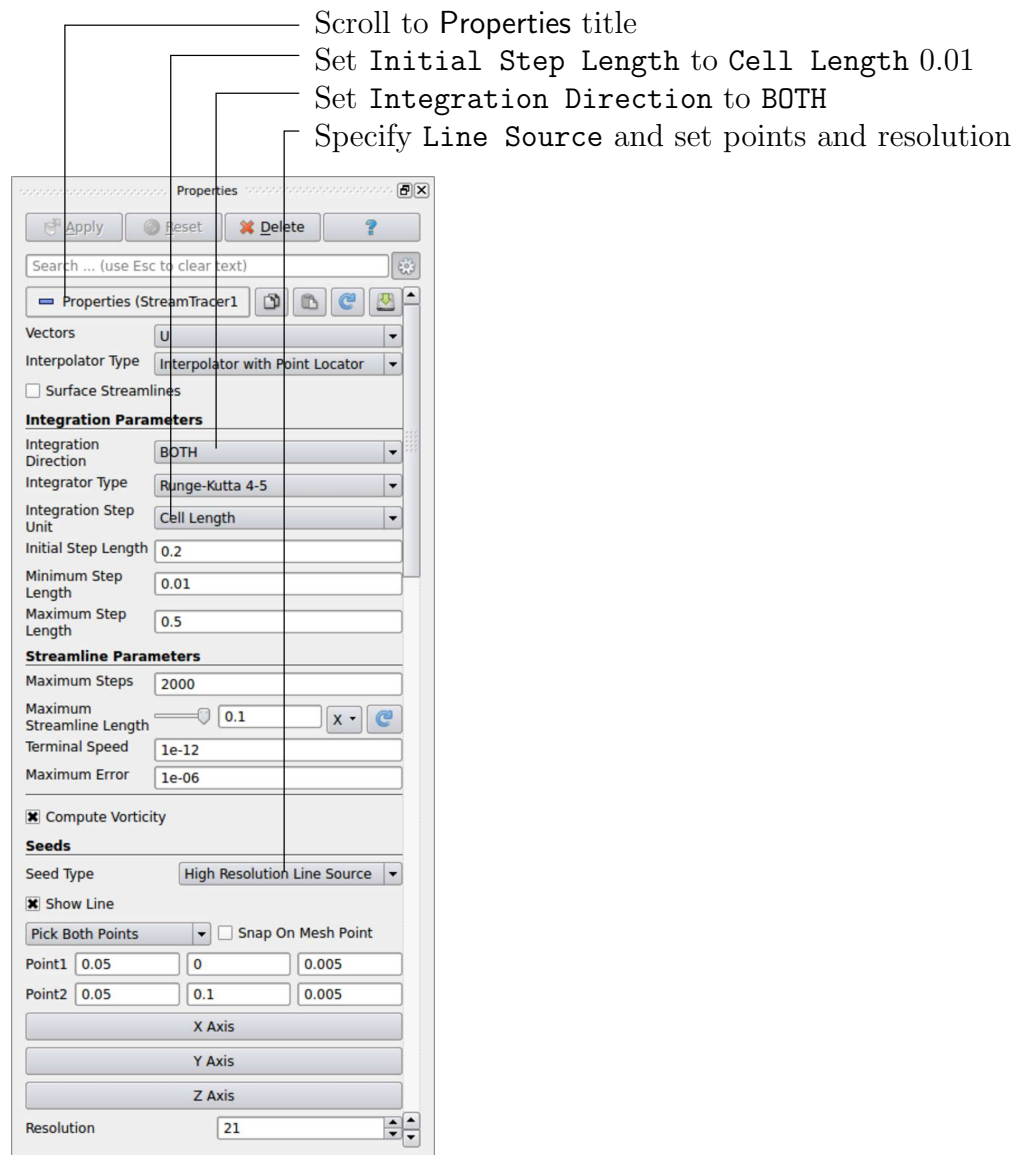 Scroll to Properties title
Set Initial Step Length to Cell Length 0.01
Set Integration Direction to BOTH
Specify Line Source and set points and resolution
Properties
Apply Reset Delete ?
Search ... (use Esc to clear text)
Properties (StreamTracer1
Vectors U
Interpolator Type Interpolator with Point Locator
Surface Streamlines
Integration Parameters
Integration
Direction
BOTH
Integrator Type Runge-Kutta 4-5
Integration Step
Unit
Cell Length
Initial Step Length 0.2
Minimum Step
Length
0.01
Maximum Step
Length
0.5
Streamline Parameters
Maximum Steps 2000
Maximum
Streamline Length
0.1 X
Terminal Speed 1e-12
Maximum Error 1e-06
Compute Vorticity
Seeds
Seed Type High Resolution Line Source
Show Line
Pick Both Points Snap On Mesh Point
Point1 0.05 0 0.005
Point2 0.05 0.1 0.005
X Axis
Y Axis
Z Axis
Resolution 21